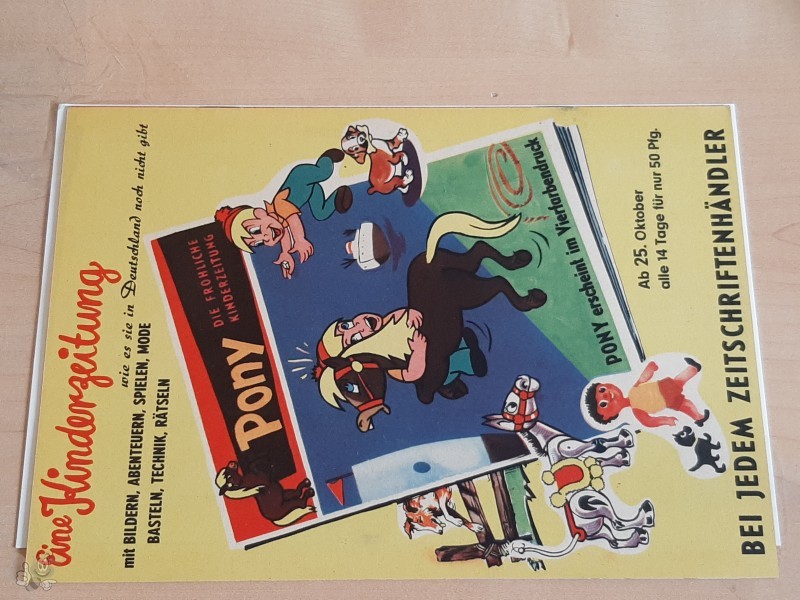 Eine Kinderzeitung
wie es sie in Deutschland noch nicht gibt
mit BILDERN, ABENTEUERN, SPIELEN, MODE
BASTELN, TECHNIK, RÄTSELN
Pony
DIE FRÖHLICHE
KINDERZEITUNG
PONY erscheint im Vierfarbendruck
Ab 25. Oktober
alle 14 Tage für nur 50 Pfg.
BEI JEDEM ZEITSCHRIFTENHÄNDLER